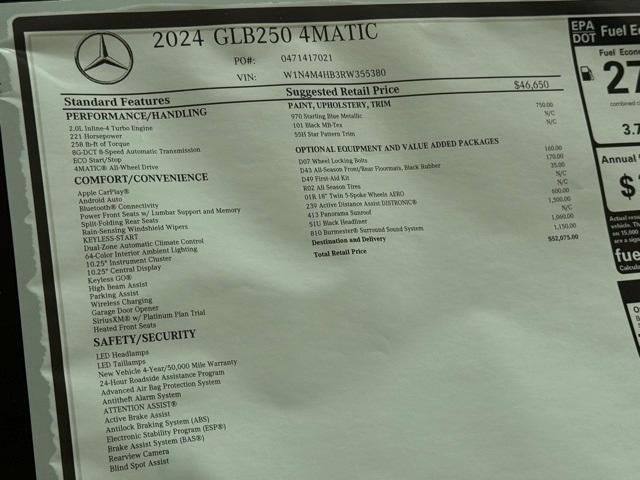 2024 GLB250 4MATIC
PO#: 0471417021
VIN: W1N4M4HB3RW355380
Standard Features
Suggested Retail Price $46,650
PERFORMANCE/HANDLING
2.0L Inline-4 Turbo Engine
221 Horsepower
258 lb-ft of Torque
8G-DCT 8-Speed Automatic Transmission
ECO Start/Stop
4MATIC® All-Wheel Drive
COMFORT/CONVENIENCE
Apple CarPlay®
Android Auto
Bluetooth® Connectivity
Power Front Seats w/ Lumbar Support and Memory
Split-Folding Rear Seats
Rain-Sensing Windshield Wipers
KEYLESS-START
Dual-Zone Automatic Climate Control
64-Color Interior Ambient Lighting
10.25" Instrument Cluster
10.25" Central Display
Keyless GO®
High Beam Assist
Parking Assist
Wireless Charging
Garage Door Opener
SiriusXM® w/ Platinum Plan Trial
Heated Front Seats
SAFETY/SECURITY
LED Headlamps
LED Taillamps
New Vehicle 4-Year/50,000 Mile Warranty
24-Hour Roadside Assistance Program
Advanced Air Bag Protection System
Antitheft Alarm System
ATTENTION ASSIST®
Active Brake Assist
Antilock Braking System (ABS)
Electronic Stability Program (ESP®)
Brake Assist System (BAS®)
Rearview Camera
Blind Spot Assist
PAINT, UPHOLSTERY, TRIM
970 Starling Blue Metallic 750.00
101 Black MB-Tex N/C
55H Star Pattern Trim N/C
OPTIONAL EQUIPMENT AND VALUE ADDED PACKAGES
D07 Wheel Locking Bolts 160.00
D43 All-Season Front/Rear Floormats, Black Rubber 170.00
D49 First-Aid Kit 35.00
R02 All Season Tires N/C
01R 18" Twin 5-Spoke Wheels AERO N/C
239 Active Distance Assist DISTRONIC® 600.00
413 Panorama Sunroof 1,500.00
51U Black Headliner N/C
810 Burmester® Surround Sound System 1,060.00
Destination and Delivery 1,150.00
Total Retail Price $52,075.00
EPA
DOT
Fuel
Fuel
27
combined
3.7
Annual
$
Actual
on 15,000
fue